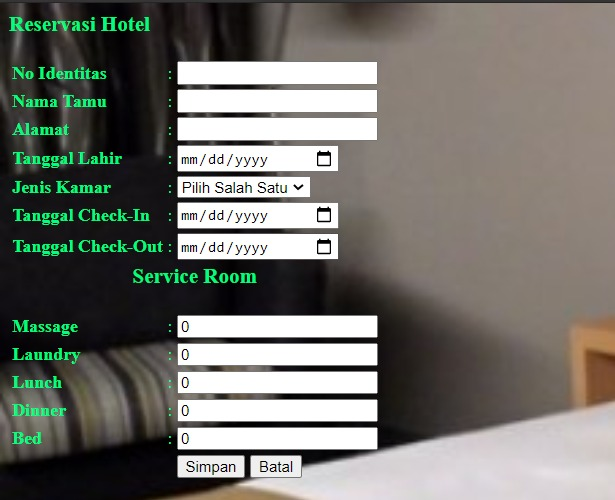 Reservasi Hotel
No Identitas :
Nama Tamu :
Alamat :
Tanggal Lahir : mm/dd/yyyy
Jenis Kamar : Pilih Salah Satu
Tanggal Check-In : mm/dd/yyyy
Tanggal Check-Out : mm/dd/yyyy
Service Room
Massage : 0
Laundry : 0
Lunch : 0
Dinner : 0
Bed : 0
Simpan Batal